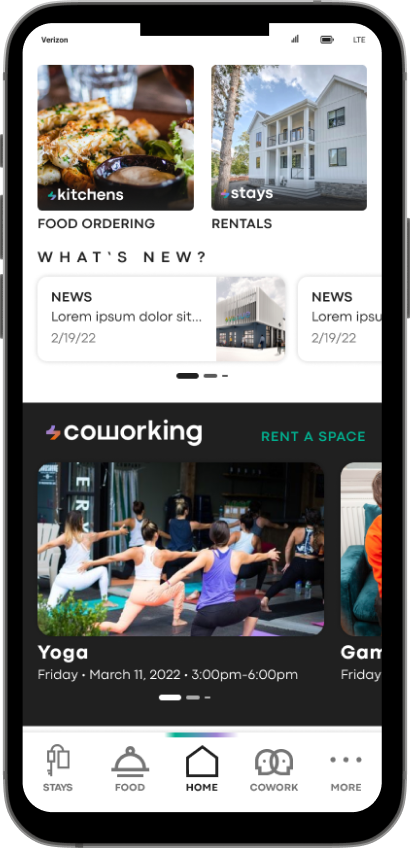 Verizon LTE
kitchens
stays
FOOD ORDERING RENTALS
WHAT'S NEW?
NEWS
Lorem ipsum dolor sit...
2/19/22
NEWS
Lorem ipsu
2/19/22
coworking
RENT A SPACE
ERY
Yoga
Friday • March 11, 2022 • 3:00pm-6:00pm
Gam
Friday
STAYS FOOD HOME COWORK MORE